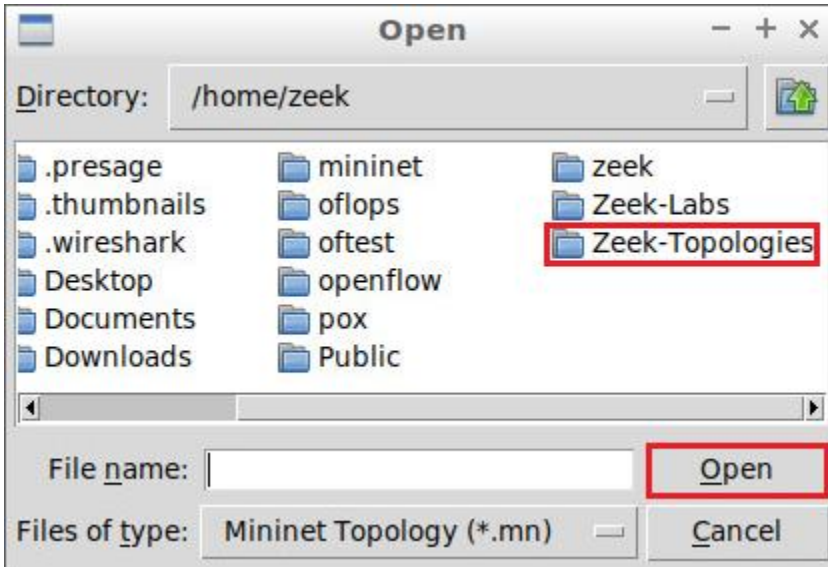 Open
Directory: /home/zeek
.presage mininet zeek
.thumbnails oflops Zeek-Labs
.wireshark oftest Zeek-Topologies
Desktop openflow
Documents pox
Downloads Public
File name: Open
Files of type: Mininet Topology (*.mn) Cancel